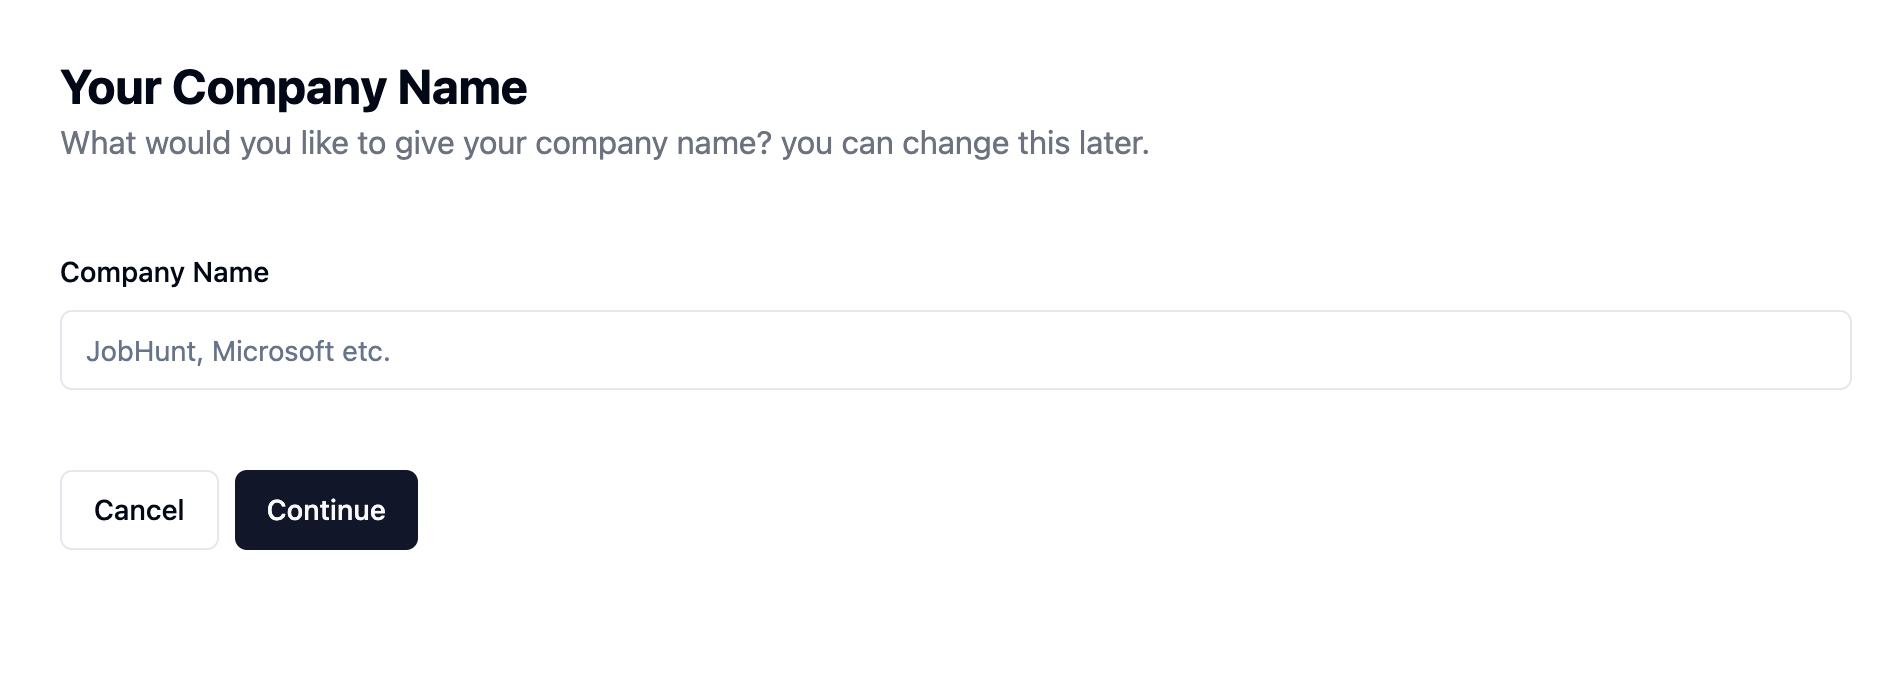 Your Company Name
What would you like to give your company name? you can change this later.
Company Name
JobHunt, Microsoft etc.
Cancel
Continue